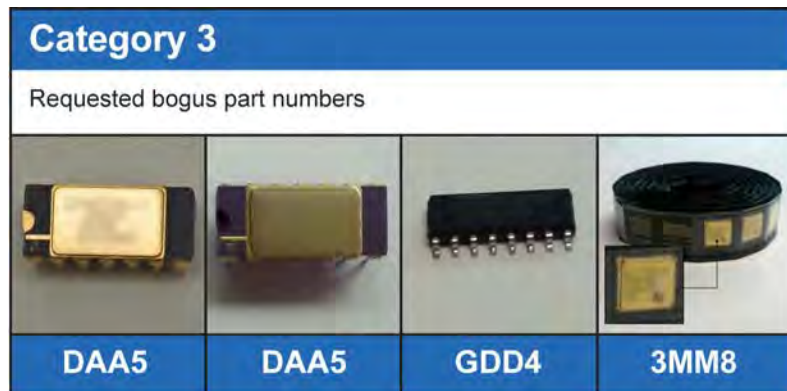 Category 3
Requested bogus part numbers
DAA5
DAA5
GDD4
3MM8